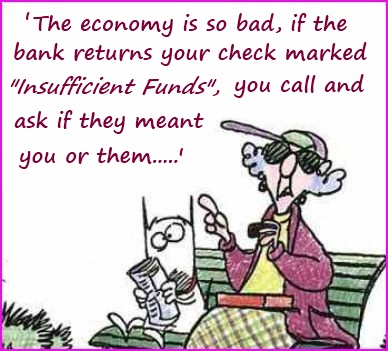 'The economy is so bad, if the
bank returns your check marked
"Insufficient Funds", you call and
ask if they meant
you or them.....'